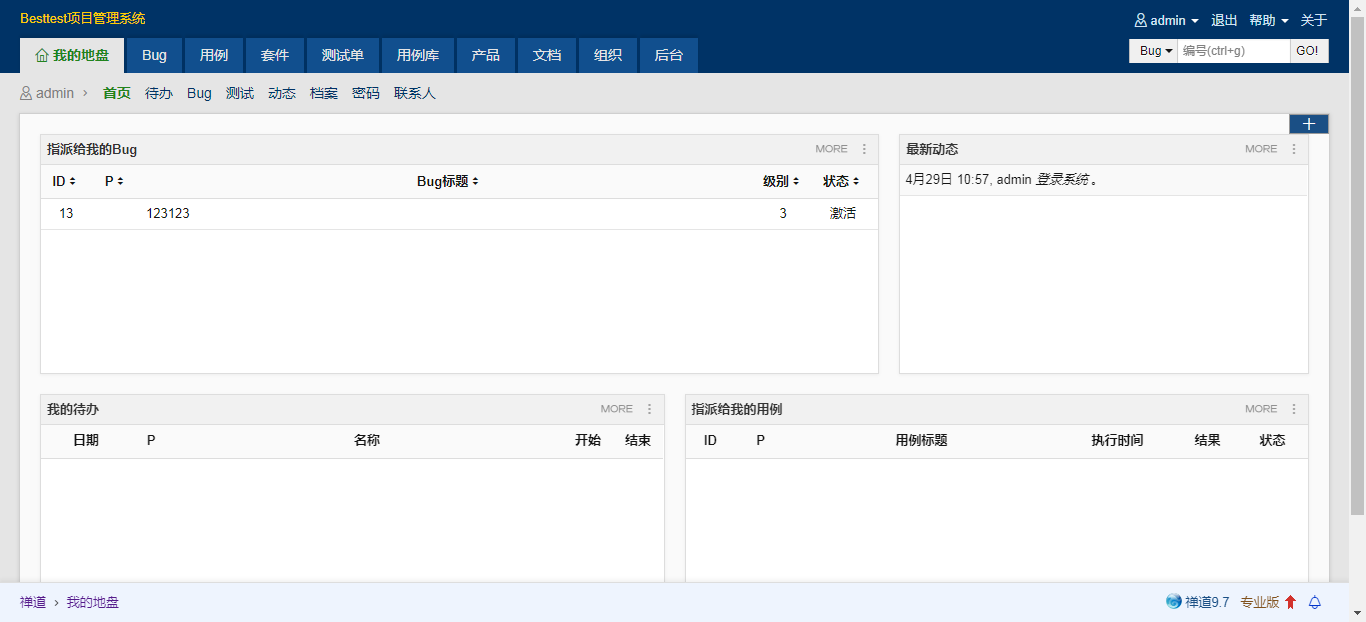 Besttest项目管理系统
admin 退出 帮助 关于
我的地盘 Bug 用例 套件 测试单 用例库 产品 文档 组织 后台
Bug 编号(ctrl+g) GO!
admin › 首页 待办 Bug 测试 动态 档案 密码 联系人
指派给我的Bug MORE
ID P Bug标题 级别 状态
13 123123 3 激活
最新动态 MORE
4月29日 10:57, admin 登录系统。
我的待办 MORE
日期 P 名称 开始 结束
指派给我的用例 MORE
ID P 用例标题 执行时间 结果 状态
禅道 › 我的地盘
禅道9.7 专业版